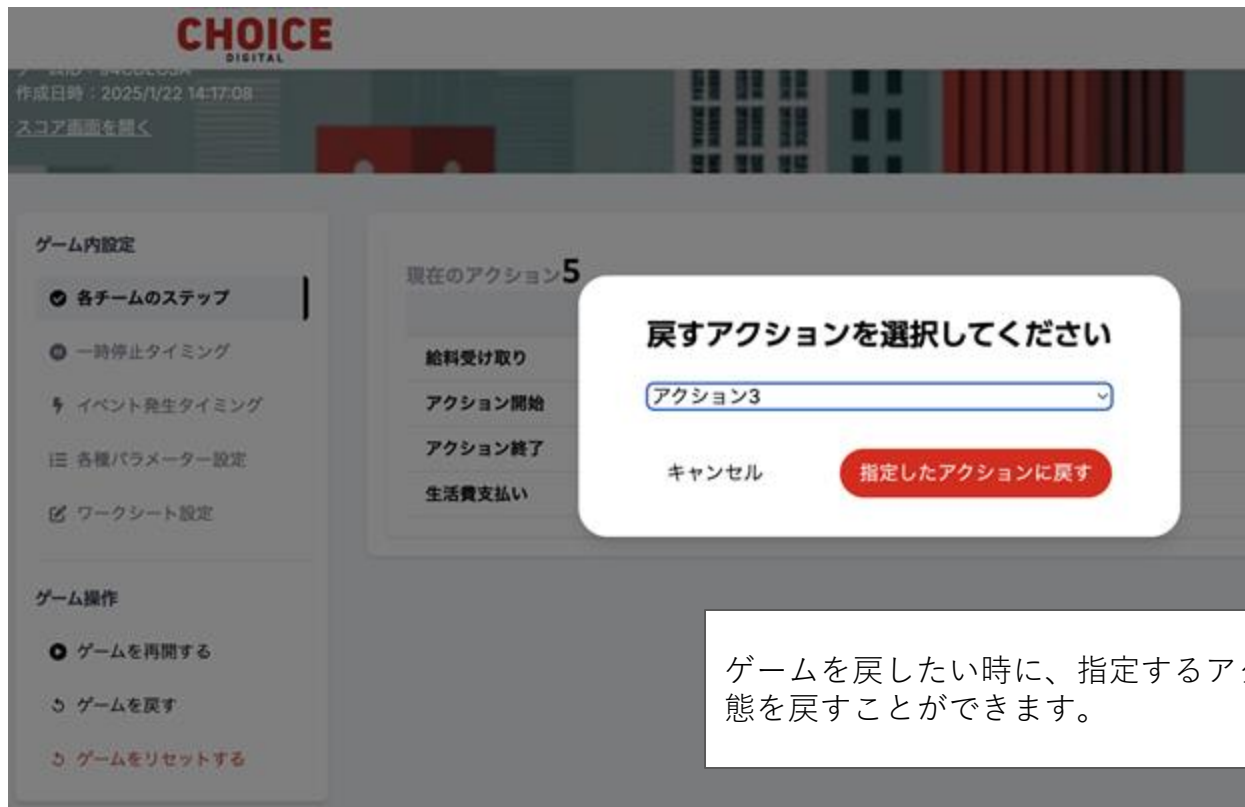 CHOICE
DIGITAL
作成日時：2025/1/22 14:17:08
スコア画面を開く
ゲーム内設定
各チームのステップ
一時停止タイミング
イベント発生タイミング
各種パラメーター設定
ワークシート設定
ゲーム操作
ゲームを再開する
ゲームを戻す
ゲームをリセットする
現在のアクション5
給料受け取り
アクション開始
アクション終了
生活費支払い
戻すアクションを選択してください
アクション3
キャンセル
指定したアクションに戻す
ゲームを戻したい時に、指定するア
態を戻すことができます。